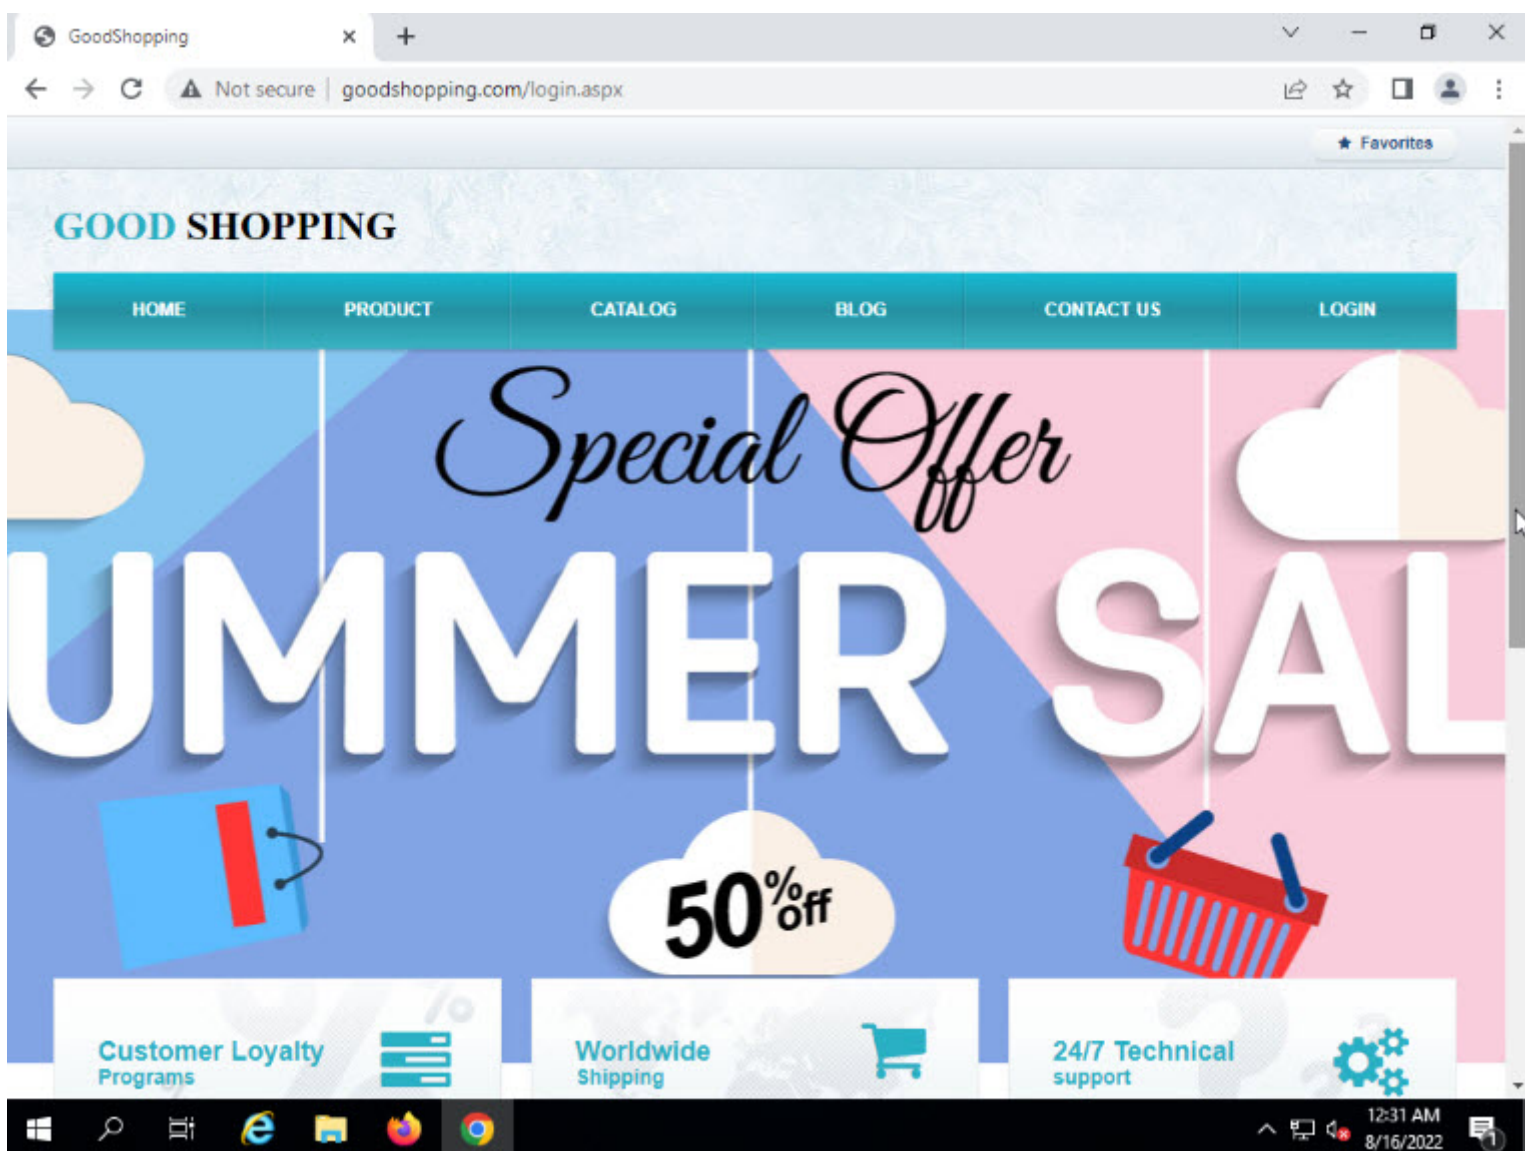 GoodShopping
Not secure | goodshopping.com/login.aspx
Favorites
GOOD SHOPPING
HOME PRODUCT CATALOG BLOG CONTACT US LOGIN
Special Offer
UMMER SAL
50% off
Customer Loyalty
Programs
Worldwide
Shipping
24/7 Technical
support
12:31 AM
8/16/2022
1